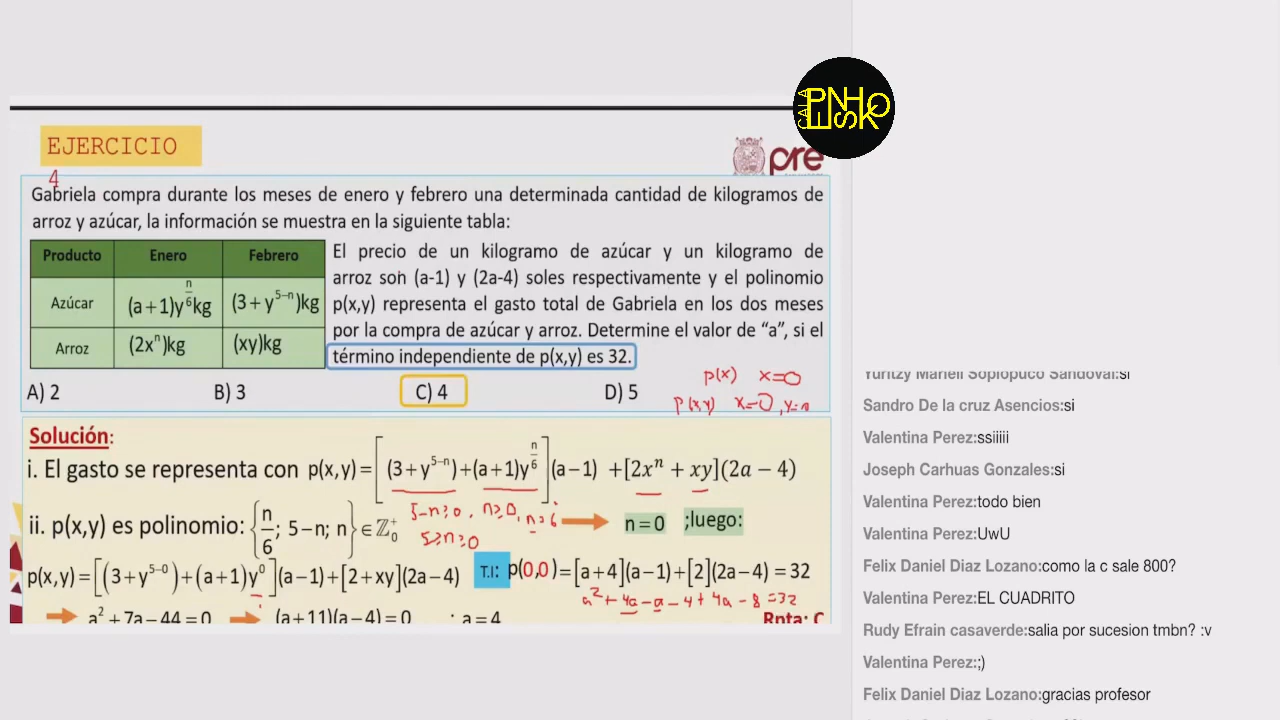 CALA
PENHO
ESK
EJERCICIO
4
pre
Gabriela compra durante los meses de enero y febrero una determinada cantidad de kilogramos de
arroz y azúcar, la información se muestra en la siguiente tabla:
Producto Enero Febrero
Azúcar (a+1)y^(n/6)kg (3+y^(5−n))kg
Arroz (2x^n)kg (xy)kg
El precio de un kilogramo de azúcar y un kilogramo de
arroz son (a-1) y (2a-4) soles respectivamente y el polinomio
p(x,y) representa el gasto total de Gabriela en los dos meses
por la compra de azúcar y arroz. Determine el valor de “a”, si el
término independiente de p(x,y) es 32.
p(x) x=0
p(x,y) x=0, y=0
A) 2 B) 3 C) 4 D) 5
Solución:
i. El gasto se representa con p(x,y)=[(3+y^(5−n))+(a+1)y^(n/6)](a−1) +[2x^n + xy](2a − 4)
5-n≥0, n≥0, n=6
5≥n≥0
ii. p(x,y) es polinomio: {n/6; 5−n; n}∈ℤ₀⁺ n=0 ;luego:
p(x,y)=[(3+y^(5−0))+(a+1)y^0](a−1)+[2+xy](2a−4) T.I: p(0,0)=[a+4](a−1)+[2](2a−4)=32
a²+4a-a-4+4a-8=32
a²+7a−44=0 (a+11)(a−4)=0 ∴ a=4 Rpta: C
Yuritzy Marieli Sopłopuco Sandoval:si
Sandro De la cruz Asencios:si
Valentina Perez:ssiiiii
Joseph Carhuas Gonzales:si
Valentina Perez:todo bien
Valentina Perez:UwU
Felix Daniel Diaz Lozano:como la c sale 800?
Valentina Perez:EL CUADRITO
Rudy Efrain casaverde:salia por sucesion tmbn? :v
Valentina Perez:;)
Felix Daniel Diaz Lozano:gracias profesor